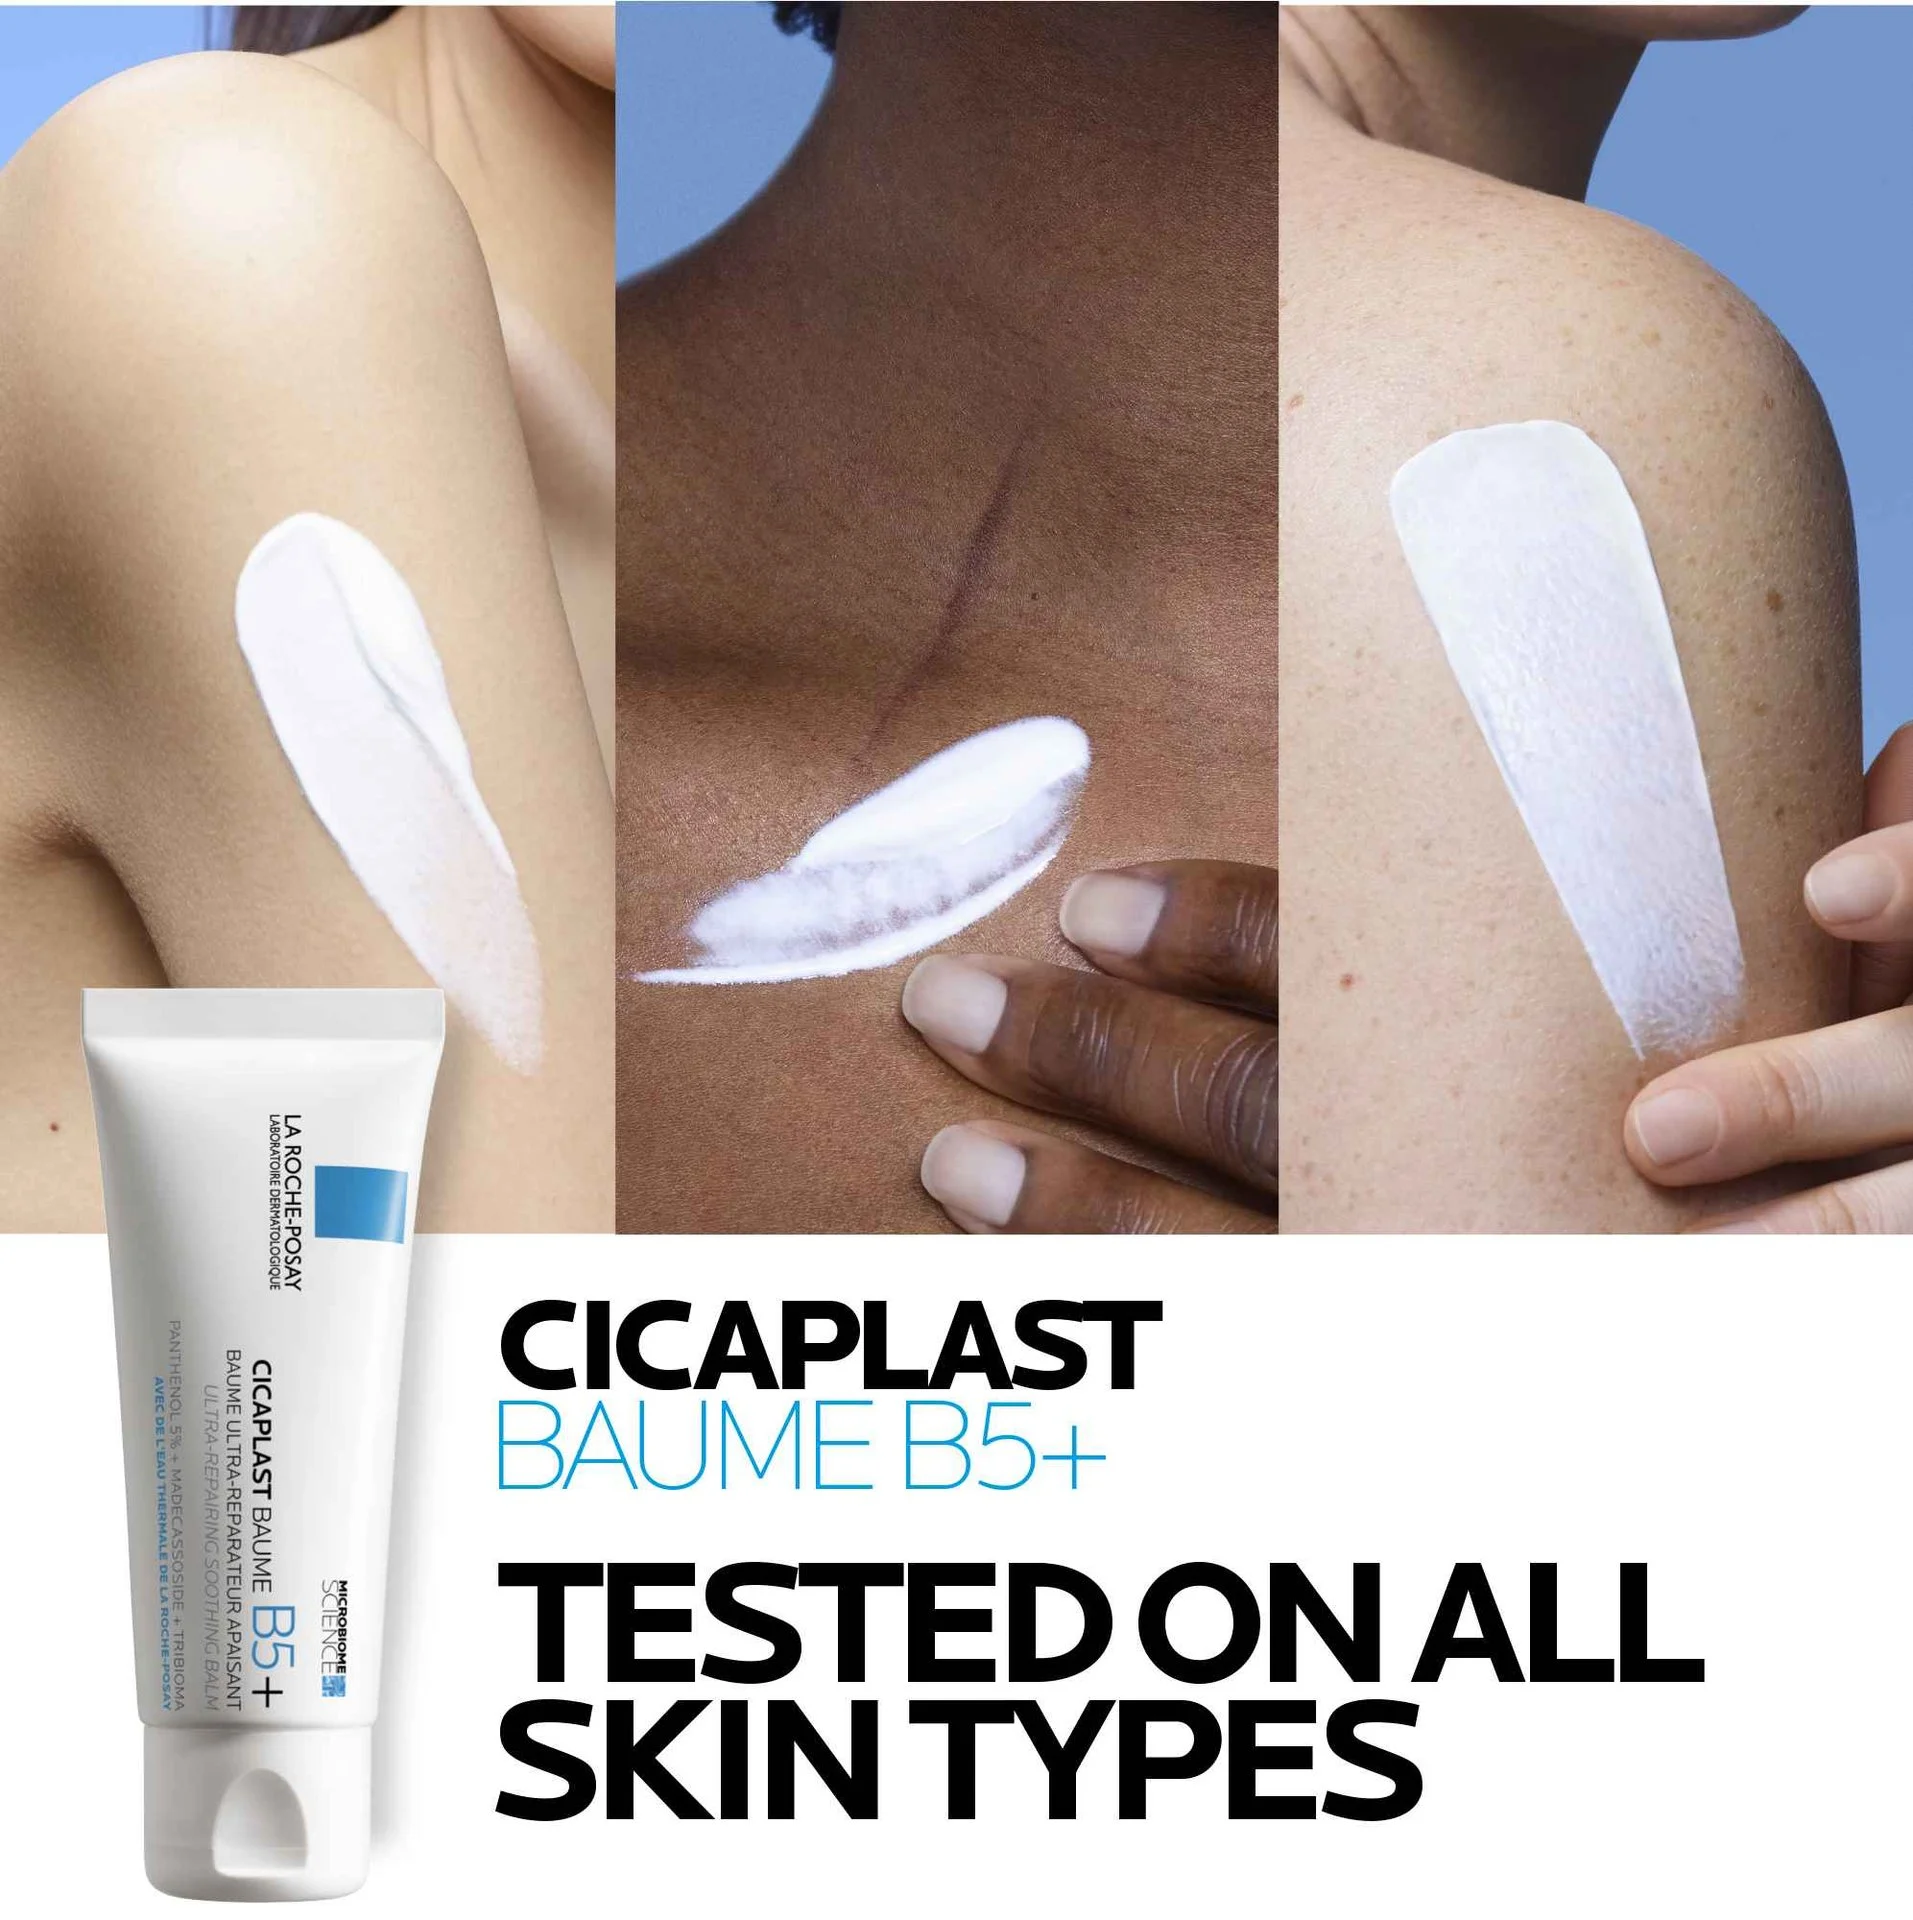 LA ROCHE-POSAY
LABORATOIRE DERMATOLOGIQUE
CICAPLAST BAUME B5+
BAUME ULTRA-RÉPARATEUR APAISANT
ULTRA-REPAIRING SOOTHING BALM
PANTHENOL 5% + MADECASSOSIDE + TRIBIOMA
AVEC DE L'EAU THERMALE DE LA ROCHE-POSAY
MICROBIOME
SCIENCE
CICAPLAST
BAUME B5+
TESTED ON ALL
SKIN TYPES